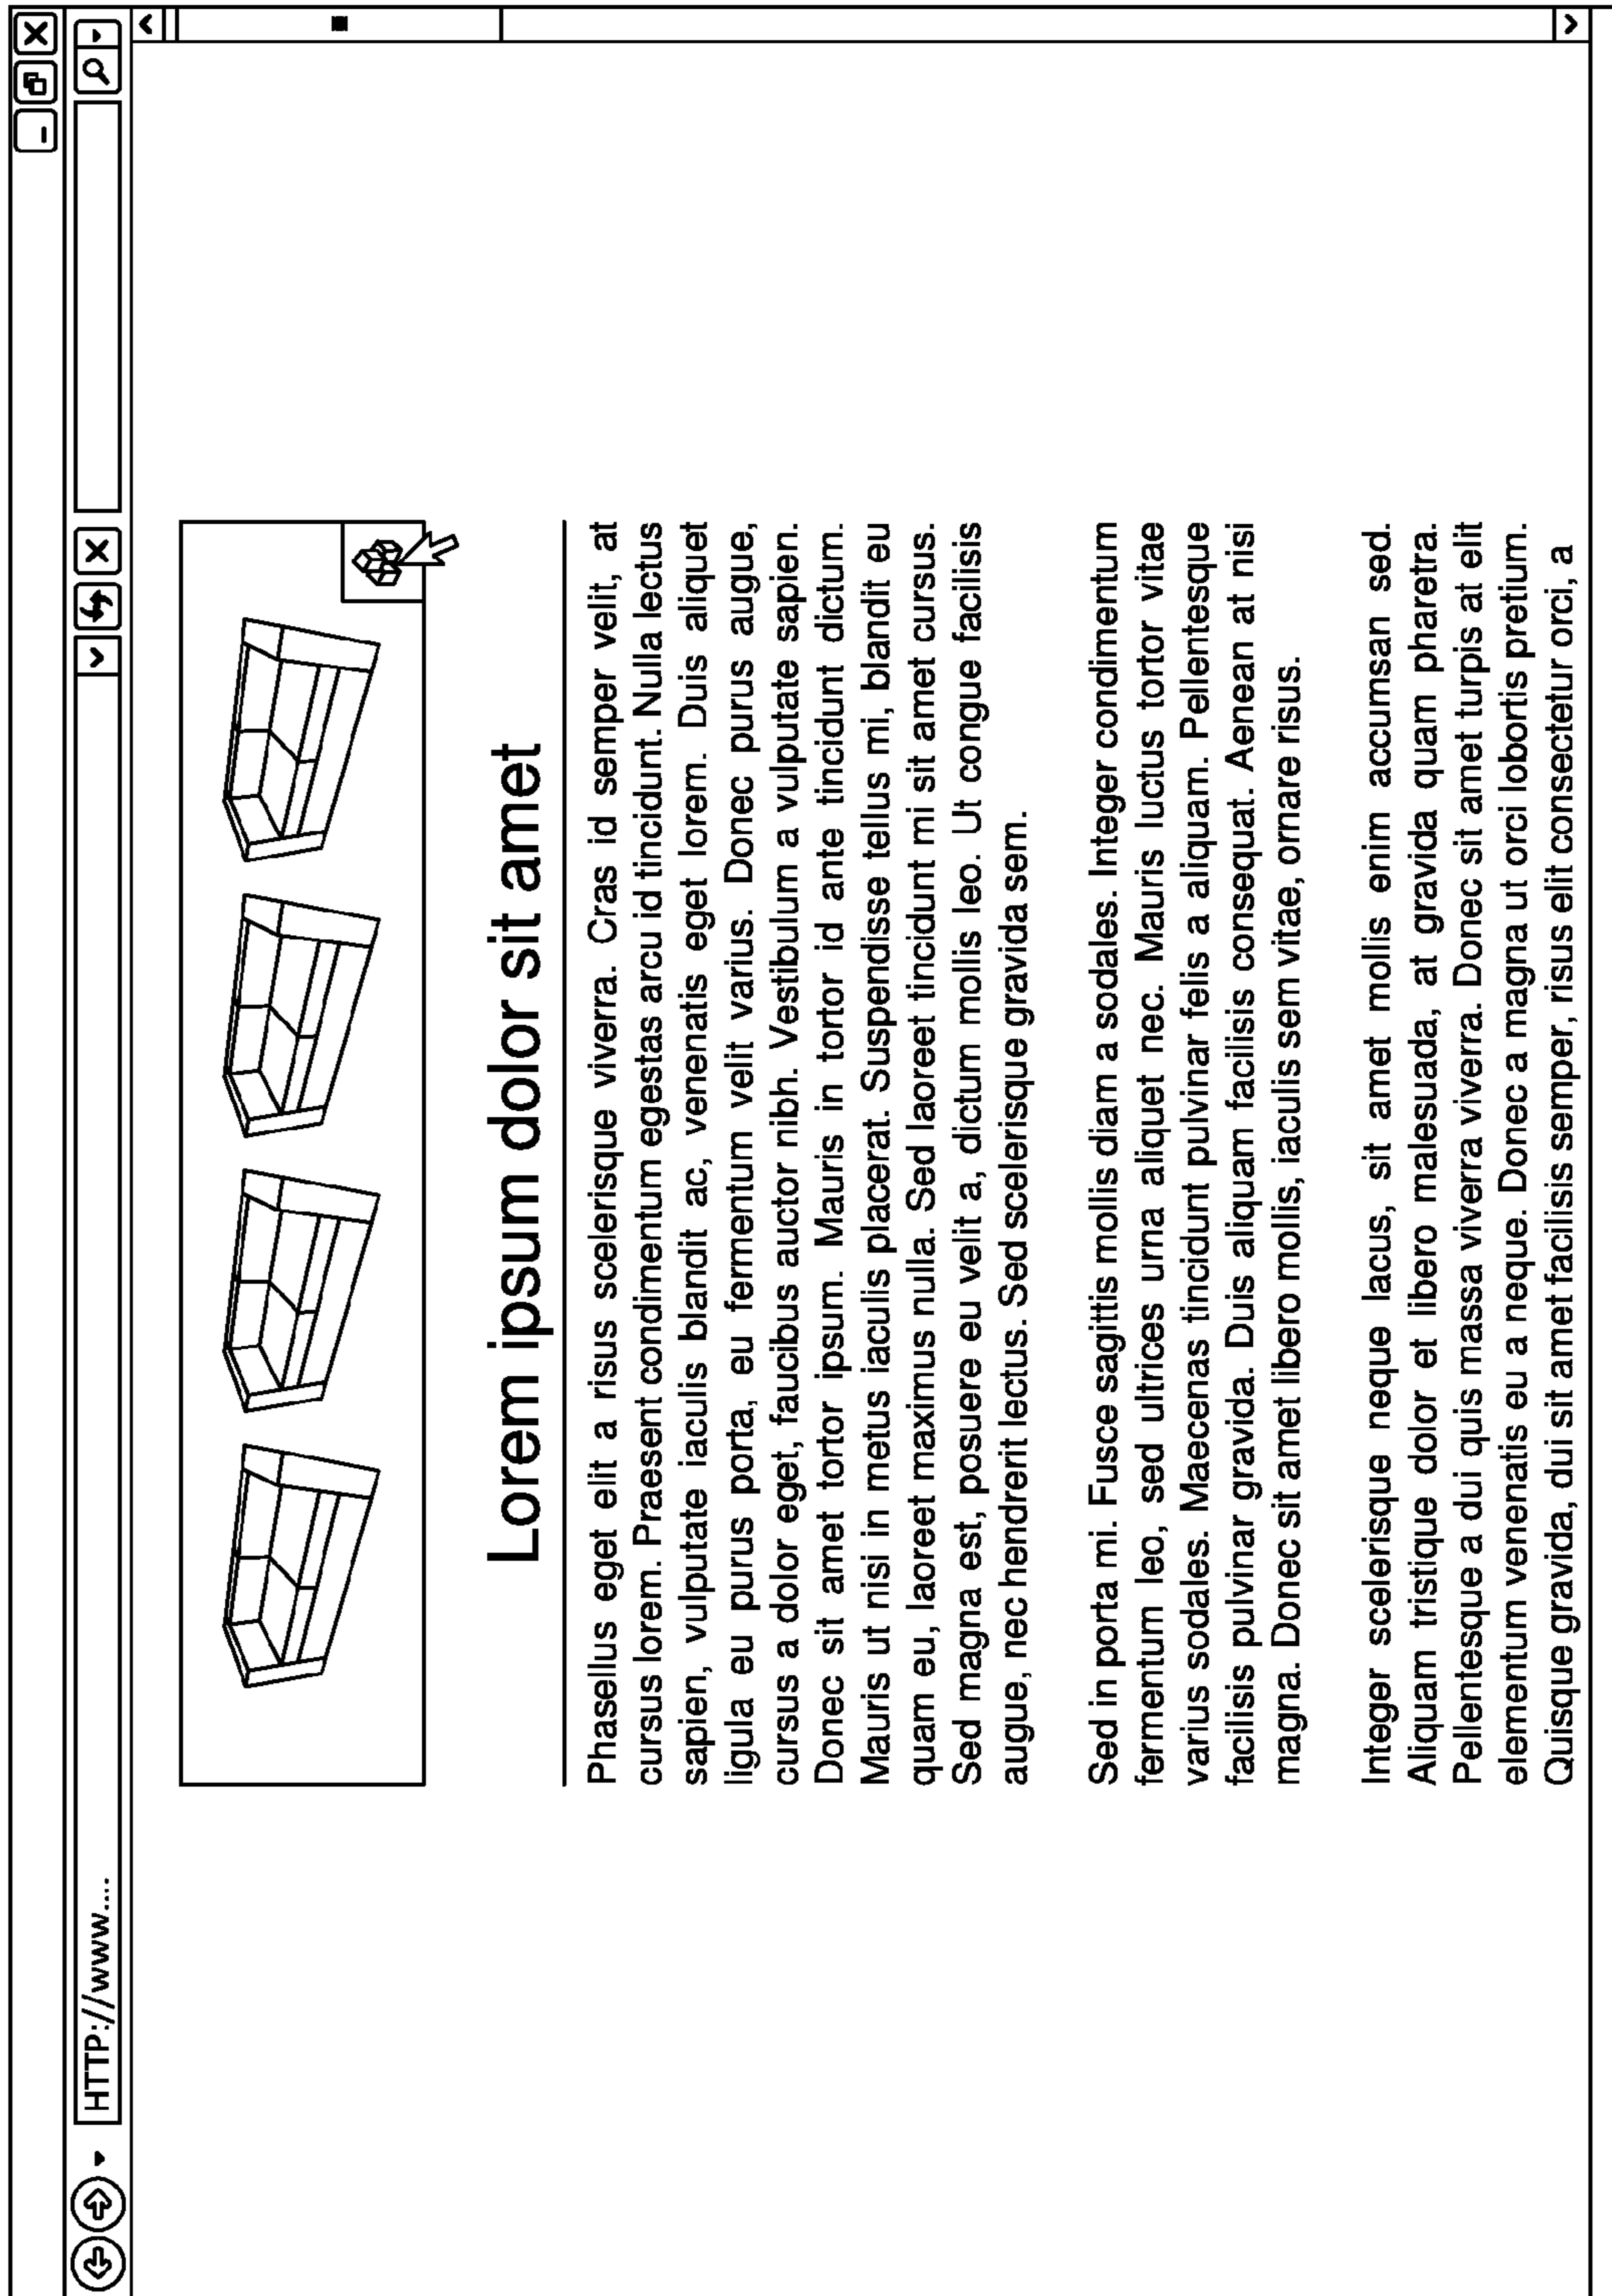 HTTP://www....
Lorem ipsum dolor sit amet
Phasellus eget elit a risus scelerisque viverra. Cras id semper velit, at
cursus lorem. Praesent condimentum egestas arcu id tincidunt. Nulla lectus
sapien, vulputate iaculis blandit ac, venenatis eget lorem. Duis aliquet
ligula eu purus porta, eu fermentum velit varius. Donec purus augue,
cursus a dolor eget, faucibus auctor nibh. Vestibulum a vulputate sapien.
Donec sit amet tortor ipsum. Mauris in tortor id ante tincidunt dictum.
Mauris ut nisi in metus iaculis placerat. Suspendisse tellus mi, blandit eu
quam eu, laoreet maximus nulla. Sed laoreet tincidunt mi sit amet cursus.
Sed magna est, posuere eu velit a, dictum mollis leo. Ut congue facilisis
augue, nec hendrerit lectus. Sed scelerisque gravida sem.
Sed in porta mi. Fusce sagittis mollis diam a sodales. Integer condimentum
fermentum leo, sed ultrices urna aliquet nec. Mauris luctus tortor vitae
varius sodales. Maecenas tincidunt pulvinar felis a aliquam. Pellentesque
facilisis pulvinar gravida. Duis aliquam facilisis consequat. Aenean at nisi
magna. Donec sit amet libero mollis, iaculis sem vitae, ornare risus.
Integer scelerisque neque lacus, sit amet mollis enim accumsan sed.
Aliquam tristique dolor et libero malesuada, at gravida quam pharetra.
Pellentesque a dui quis massa viverra viverra. Donec sit amet turpis at elit
elementum venenatis eu a neque. Donec a magna ut orci lobortis pretium.
Quisque gravida, dui sit amet facilisis semper, risus elit consectetur orci, a